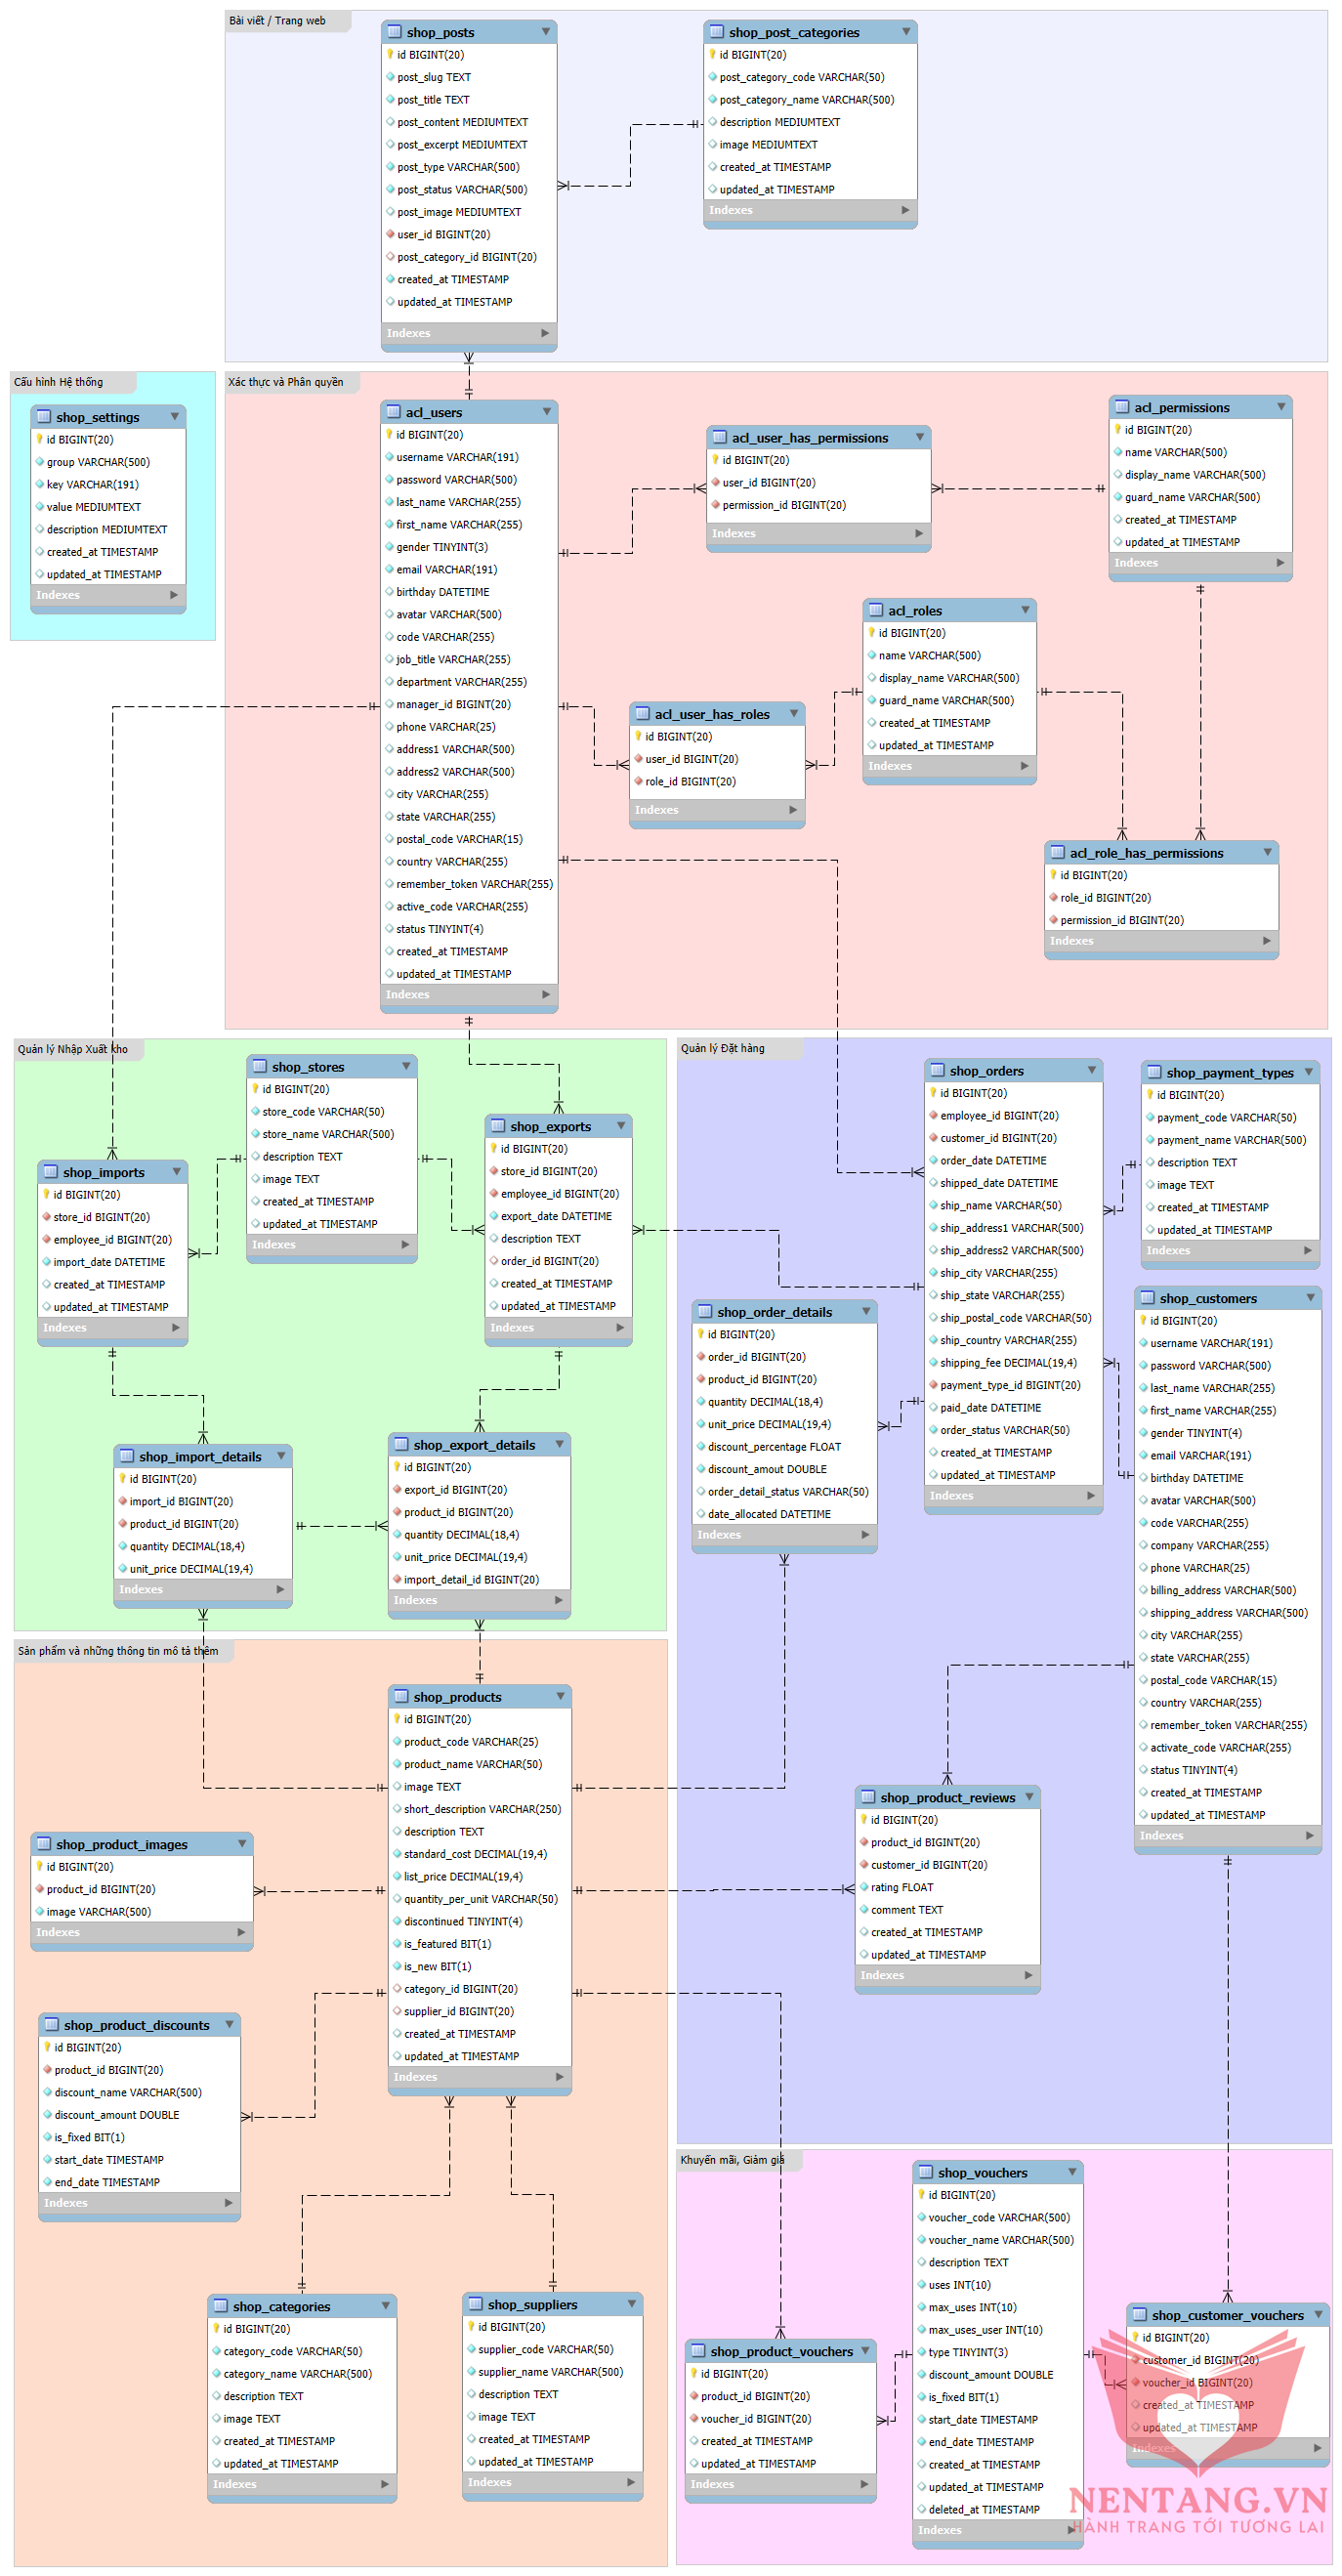 Bài viết / Trang web
shop_posts
id BIGINT(20)
post_slug TEXT
post_title TEXT
post_content MEDIUMTEXT
post_excerpt MEDIUMTEXT
post_type VARCHAR(500)
post_status VARCHAR(500)
post_image MEDIUMTEXT
user_id BIGINT(20)
post_category_id BIGINT(20)
created_at TIMESTAMP
updated_at TIMESTAMP
Indexes
shop_post_categories
id BIGINT(20)
post_category_code VARCHAR(50)
post_category_name VARCHAR(500)
description MEDIUMTEXT
image MEDIUMTEXT
created_at TIMESTAMP
updated_at TIMESTAMP
Indexes
Cấu hình Hệ thống
shop_settings
id BIGINT(20)
group VARCHAR(500)
key VARCHAR(191)
value MEDIUMTEXT
description MEDIUMTEXT
created_at TIMESTAMP
updated_at TIMESTAMP
Indexes
Xác thực và Phân quyền
acl_users
id BIGINT(20)
username VARCHAR(191)
password VARCHAR(500)
last_name VARCHAR(255)
first_name VARCHAR(255)
gender TINYINT(3)
email VARCHAR(191)
birthday DATETIME
avatar VARCHAR(500)
code VARCHAR(255)
job_title VARCHAR(255)
department VARCHAR(255)
manager_id BIGINT(20)
phone VARCHAR(25)
address1 VARCHAR(500)
address2 VARCHAR(500)
city VARCHAR(255)
state VARCHAR(255)
postal_code VARCHAR(15)
country VARCHAR(255)
remember_token VARCHAR(255)
active_code VARCHAR(255)
status TINYINT(4)
created_at TIMESTAMP
updated_at TIMESTAMP
Indexes
acl_user_has_permissions
id BIGINT(20)
user_id BIGINT(20)
permission_id BIGINT(20)
Indexes
acl_permissions
id BIGINT(20)
name VARCHAR(500)
display_name VARCHAR(500)
guard_name VARCHAR(500)
created_at TIMESTAMP
updated_at TIMESTAMP
Indexes
acl_roles
id BIGINT(20)
name VARCHAR(500)
display_name VARCHAR(500)
guard_name VARCHAR(500)
created_at TIMESTAMP
updated_at TIMESTAMP
Indexes
acl_user_has_roles
id BIGINT(20)
user_id BIGINT(20)
role_id BIGINT(20)
Indexes
acl_role_has_permissions
id BIGINT(20)
role_id BIGINT(20)
permission_id BIGINT(20)
Indexes
Quản lý Nhập Xuất kho
shop_stores
id BIGINT(20)
store_code VARCHAR(50)
store_name VARCHAR(500)
description TEXT
image TEXT
created_at TIMESTAMP
updated_at TIMESTAMP
Indexes
shop_exports
id BIGINT(20)
store_id BIGINT(20)
employee_id BIGINT(20)
export_date DATETIME
description TEXT
order_id BIGINT(20)
created_at TIMESTAMP
updated_at TIMESTAMP
Indexes
shop_imports
id BIGINT(20)
store_id BIGINT(20)
employee_id BIGINT(20)
import_date DATETIME
created_at TIMESTAMP
updated_at TIMESTAMP
Indexes
shop_import_details
id BIGINT(20)
import_id BIGINT(20)
product_id BIGINT(20)
quantity DECIMAL(18,4)
unit_price DECIMAL(19,4)
Indexes
shop_export_details
id BIGINT(20)
export_id BIGINT(20)
product_id BIGINT(20)
quantity DECIMAL(18,4)
unit_price DECIMAL(19,4)
import_detail_id BIGINT(20)
Indexes
Quản lý Đặt hàng
shop_orders
id BIGINT(20)
employee_id BIGINT(20)
customer_id BIGINT(20)
order_date DATETIME
shipped_date DATETIME
ship_name VARCHAR(50)
ship_address1 VARCHAR(500)
ship_address2 VARCHAR(500)
ship_city VARCHAR(255)
ship_state VARCHAR(255)
ship_postal_code VARCHAR(50)
ship_country VARCHAR(255)
shipping_fee DECIMAL(19,4)
payment_type_id BIGINT(20)
paid_date DATETIME
order_status VARCHAR(50)
created_at TIMESTAMP
updated_at TIMESTAMP
Indexes
shop_payment_types
id BIGINT(20)
payment_code VARCHAR(50)
payment_name VARCHAR(500)
description TEXT
image TEXT
created_at TIMESTAMP
updated_at TIMESTAMP
Indexes
shop_order_details
id BIGINT(20)
order_id BIGINT(20)
product_id BIGINT(20)
quantity DECIMAL(18,4)
unit_price DECIMAL(19,4)
discount_percentage FLOAT
discount_amout DOUBLE
order_detail_status VARCHAR(50)
date_allocated DATETIME
Indexes
shop_customers
id BIGINT(20)
username VARCHAR(191)
password VARCHAR(500)
last_name VARCHAR(255)
first_name VARCHAR(255)
gender TINYINT(4)
email VARCHAR(191)
birthday DATETIME
avatar VARCHAR(500)
code VARCHAR(255)
company VARCHAR(255)
phone VARCHAR(25)
billing_address VARCHAR(500)
shipping_address VARCHAR(500)
city VARCHAR(255)
state VARCHAR(255)
postal_code VARCHAR(15)
country VARCHAR(255)
remember_token VARCHAR(255)
activate_code VARCHAR(255)
status TINYINT(4)
created_at TIMESTAMP
updated_at TIMESTAMP
Indexes
shop_product_reviews
id BIGINT(20)
product_id BIGINT(20)
customer_id BIGINT(20)
rating FLOAT
comment TEXT
created_at TIMESTAMP
updated_at TIMESTAMP
Indexes
Sản phẩm và những thông tin mô tả thêm
shop_products
id BIGINT(20)
product_code VARCHAR(25)
product_name VARCHAR(50)
image TEXT
short_description VARCHAR(250)
description TEXT
standard_cost DECIMAL(19,4)
list_price DECIMAL(19,4)
quantity_per_unit VARCHAR(50)
discontinued TINYINT(4)
is_featured BIT(1)
is_new BIT(1)
category_id BIGINT(20)
supplier_id BIGINT(20)
created_at TIMESTAMP
updated_at TIMESTAMP
Indexes
shop_product_images
id BIGINT(20)
product_id BIGINT(20)
image VARCHAR(500)
Indexes
shop_product_discounts
id BIGINT(20)
product_id BIGINT(20)
discount_name VARCHAR(500)
discount_amount DOUBLE
is_fixed BIT(1)
start_date TIMESTAMP
end_date TIMESTAMP
Indexes
shop_categories
id BIGINT(20)
category_code VARCHAR(50)
category_name VARCHAR(500)
description TEXT
image TEXT
created_at TIMESTAMP
updated_at TIMESTAMP
Indexes
shop_suppliers
id BIGINT(20)
supplier_code VARCHAR(50)
supplier_name VARCHAR(500)
description TEXT
image TEXT
created_at TIMESTAMP
updated_at TIMESTAMP
Indexes
Khuyến mãi, Giảm giá
shop_vouchers
id BIGINT(20)
voucher_code VARCHAR(500)
voucher_name VARCHAR(500)
description TEXT
uses INT(10)
max_uses INT(10)
max_uses_user INT(10)
type TINYINT(3)
discount_amount DOUBLE
is_fixed BIT(1)
start_date TIMESTAMP
end_date TIMESTAMP
created_at TIMESTAMP
updated_at TIMESTAMP
deleted_at TIMESTAMP
Indexes
shop_product_vouchers
id BIGINT(20)
product_id BIGINT(20)
voucher_id BIGINT(20)
created_at TIMESTAMP
updated_at TIMESTAMP
Indexes
shop_customer_vouchers
id BIGINT(20)
customer_id BIGINT(20)
voucher_id BIGINT(20)
created_at TIMESTAMP
updated_at TIMESTAMP
Indexes
NENTANG.VN
HÀNH TRANG TỚI TƯƠNG LAI